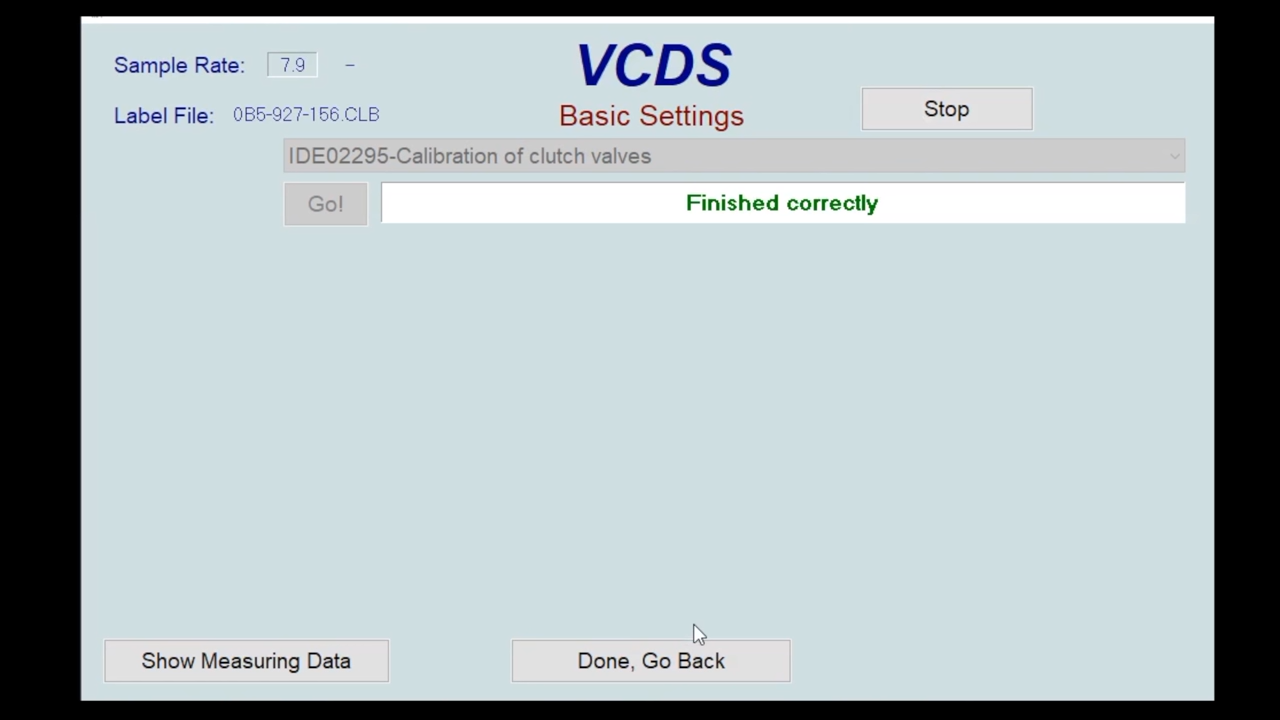 VCDS
Sample Rate: 7.9 -
Label File: 0B5-927-156.CLB
Basic Settings
Stop
IDE02295-Calibration of clutch valves
Go!
Finished correctly
Show Measuring Data
Done, Go Back